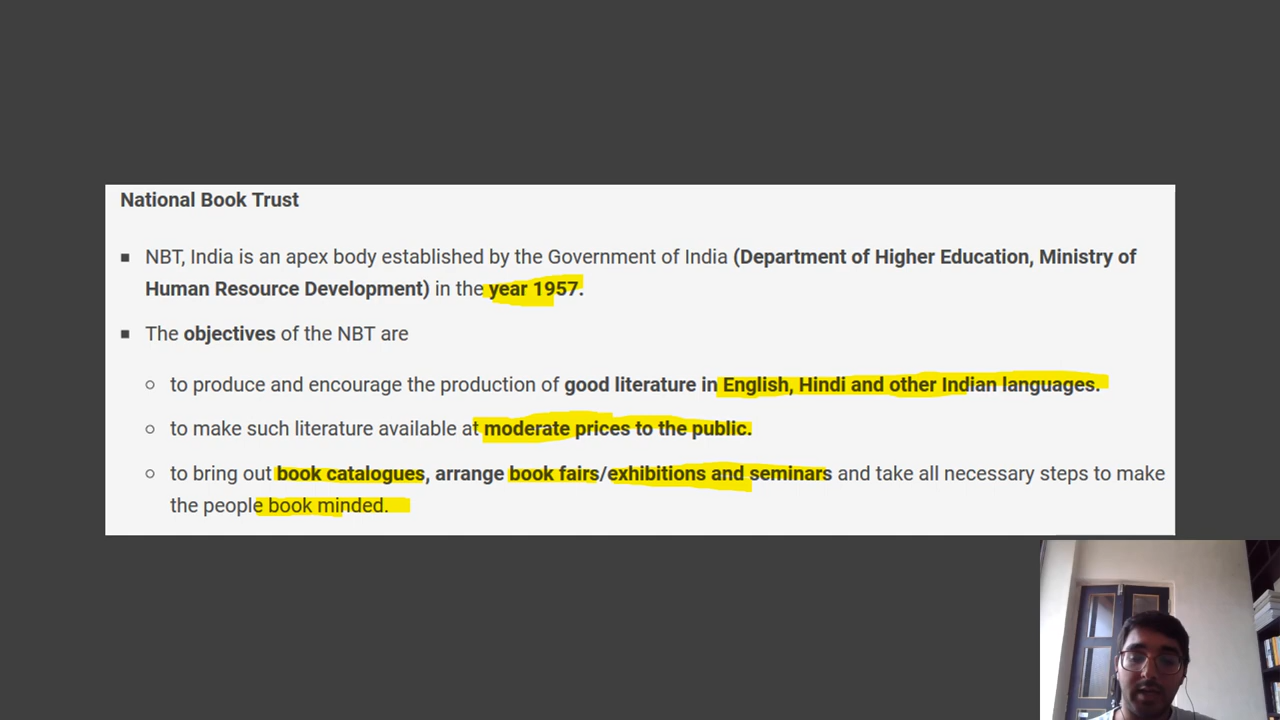 National Book Trust
▪ NBT, India is an apex body established by the Government of India (Department of Higher Education, Ministry of
Human Resource Development) in the year 1957.
▪ The objectives of the NBT are
○ to produce and encourage the production of good literature in English, Hindi and other Indian languages.
○ to make such literature available at moderate prices to the public.
○ to bring out book catalogues, arrange book fairs/exhibitions and seminars and take all necessary steps to make
the people book minded.